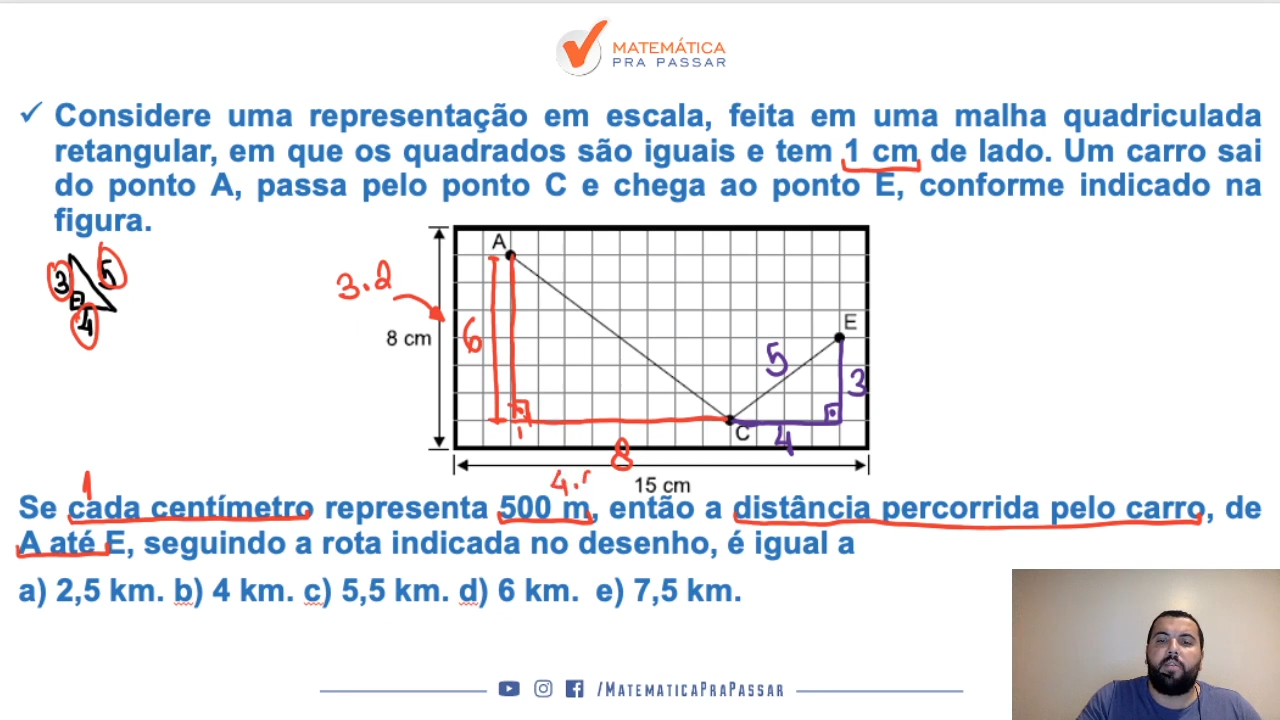 MATEMÁTICA
PRA PASSAR
✓ Considere uma representação em escala, feita em uma malha quadriculada
retangular, em que os quadrados são iguais e tem 1 cm de lado. Um carro sai
do ponto A, passa pelo ponto C e chega ao ponto E, conforme indicado na
figura.
A
3
5
4
3.2
8 cm
6
E
5
3
C
4
8
4.
15 cm
1
Se cada centímetro representa 500 m, então a distância percorrida pelo carro, de
A até E, seguindo a rota indicada no desenho, é igual a
a) 2,5 km. b) 4 km. c) 5,5 km. d) 6 km. e) 7,5 km.
/MATEMATICAPRAPASSAR